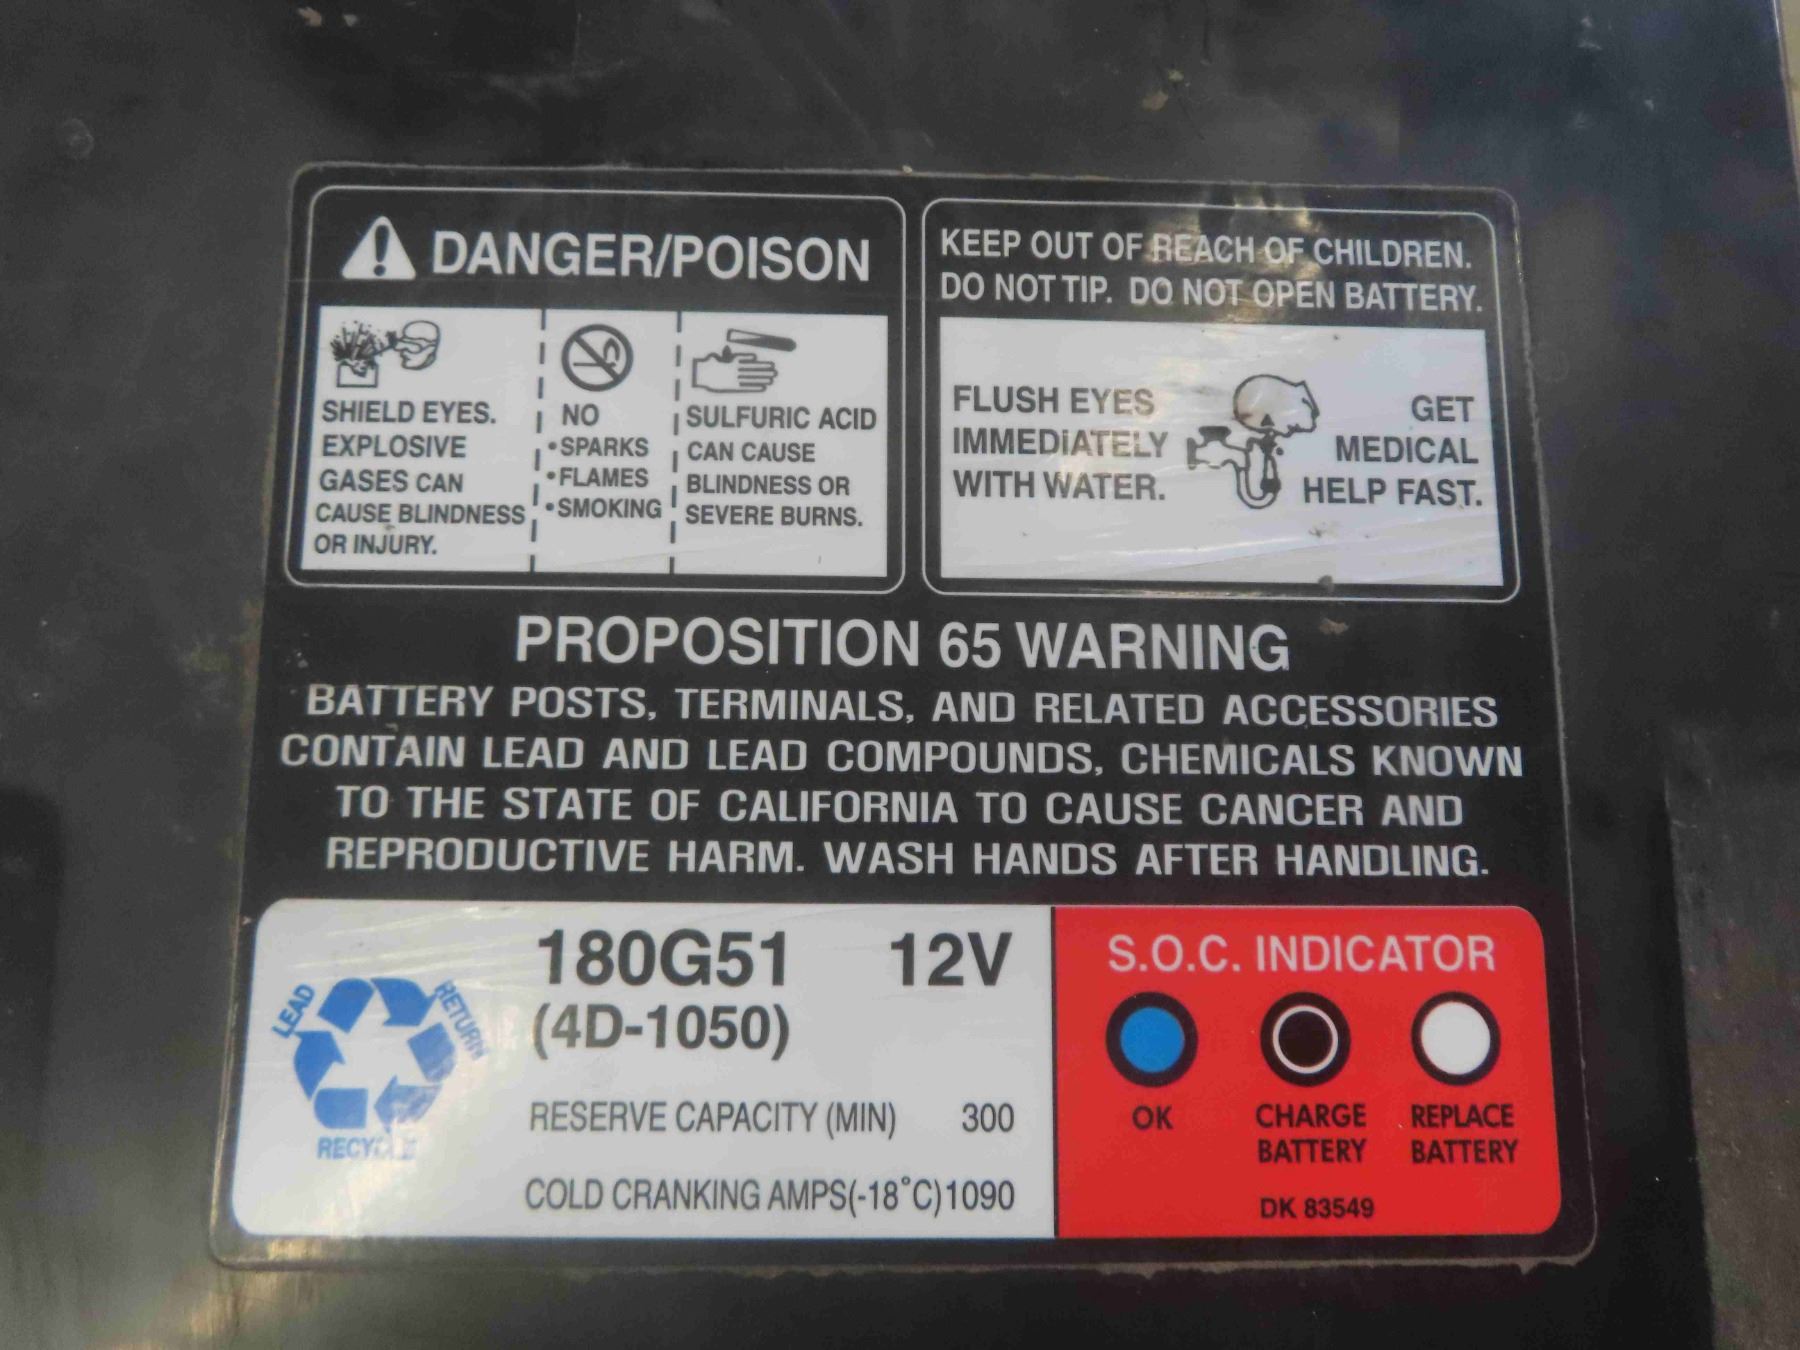 DANGER/POISON
SHIELD EYES.
EXPLOSIVE
GASES CAN
CAUSE BLINDNESS
OR INJURY.
NO
•SPARKS
•FLAMES
•SMOKING
SULFURIC ACID
CAN CAUSE
BLINDNESS OR
SEVERE BURNS.
KEEP OUT OF REACH OF CHILDREN.
DO NOT TIP. DO NOT OPEN BATTERY.
FLUSH EYES
IMMEDIATELY
WITH WATER.
GET
MEDICAL
HELP FAST.
PROPOSITION 65 WARNING
BATTERY POSTS, TERMINALS, AND RELATED ACCESSORIES
CONTAIN LEAD AND LEAD COMPOUNDS, CHEMICALS KNOWN
TO THE STATE OF CALIFORNIA TO CAUSE CANCER AND
REPRODUCTIVE HARM. WASH HANDS AFTER HANDLING.
LEAD
RETURN
RECYCLE
180G51 12V
(4D-1050)
RESERVE CAPACITY (MIN) 300
COLD CRANKING AMPS(-18°C)1090
S.O.C. INDICATOR
OK
CHARGE
BATTERY
REPLACE
BATTERY
DK 83549